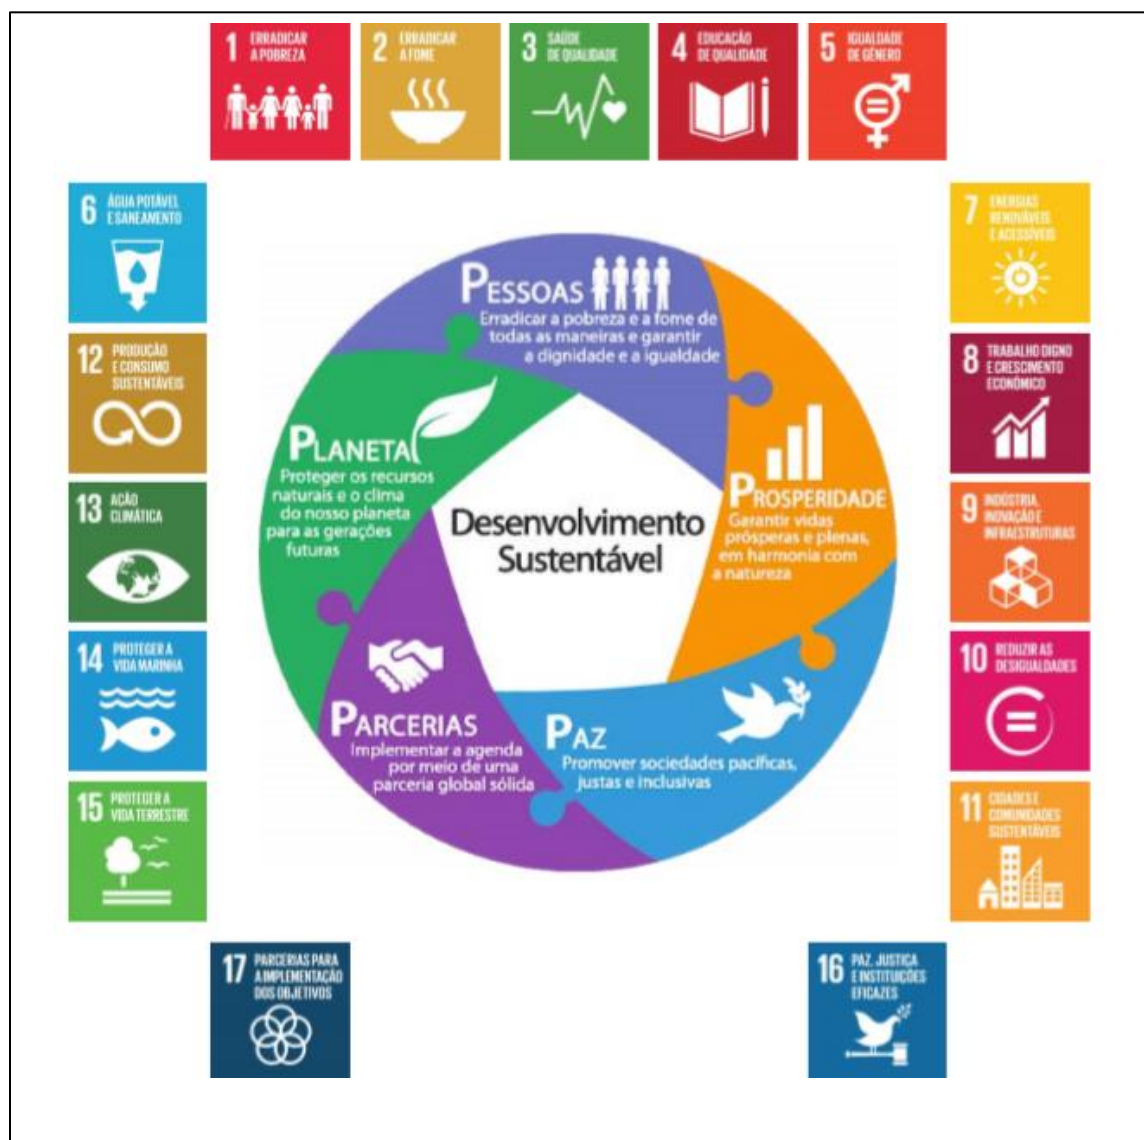 1 ERRADICAR
A POBREZA
2 ERRADICAR
A FOME
3 SAÚDE
DE QUALIDADE
4 EDUCAÇÃO
DE QUALIDADE
5 IGUALDADE
DE GÉNERO
6 ÁGUA POTÁVEL
E SANEAMENTO
7 ENERGIAS
RENOVÁVEIS
E ACESSÍVEIS
12 PRODUÇÃO
E CONSUMO
SUSTENTÁVEIS
8 TRABALHO DIGNO
E CRESCIMENTO
ECONÓMICO
13 AÇÃO
CLIMÁTICA
9 INDÚSTRIA,
INOVAÇÃO E
INFRAESTRUTURAS
14 PROTEGER A
VIDA MARINHA
10 REDUZIR AS
DESIGUALDADES
15 PROTEGER A
VIDA TERRESTRE
11 CIDADES E
COMUNIDADES
SUSTENTÁVEIS
17 PARCERIAS PARA
A IMPLEMENTAÇÃO
DOS OBJETIVOS
16 PAZ, JUSTIÇA
E INSTITUIÇÕES
EFICAZES
PESSOAS
Erradicar a pobreza e a fome de
todas as maneiras e garantir
a dignidade e a igualdade
PLANETA
Proteger os recursos
naturais e o clima
do nosso planeta
para as gerações
futuras
PROSPERIDADE
Garantir vidas
prósperas e plenas,
em harmonia com
a natureza
Desenvolvimento
Sustentável
PARCERIAS
Implementar a agenda
por meio de uma
parceria global sólida
PAZ
Promover sociedades pacíficas,
justas e inclusivas